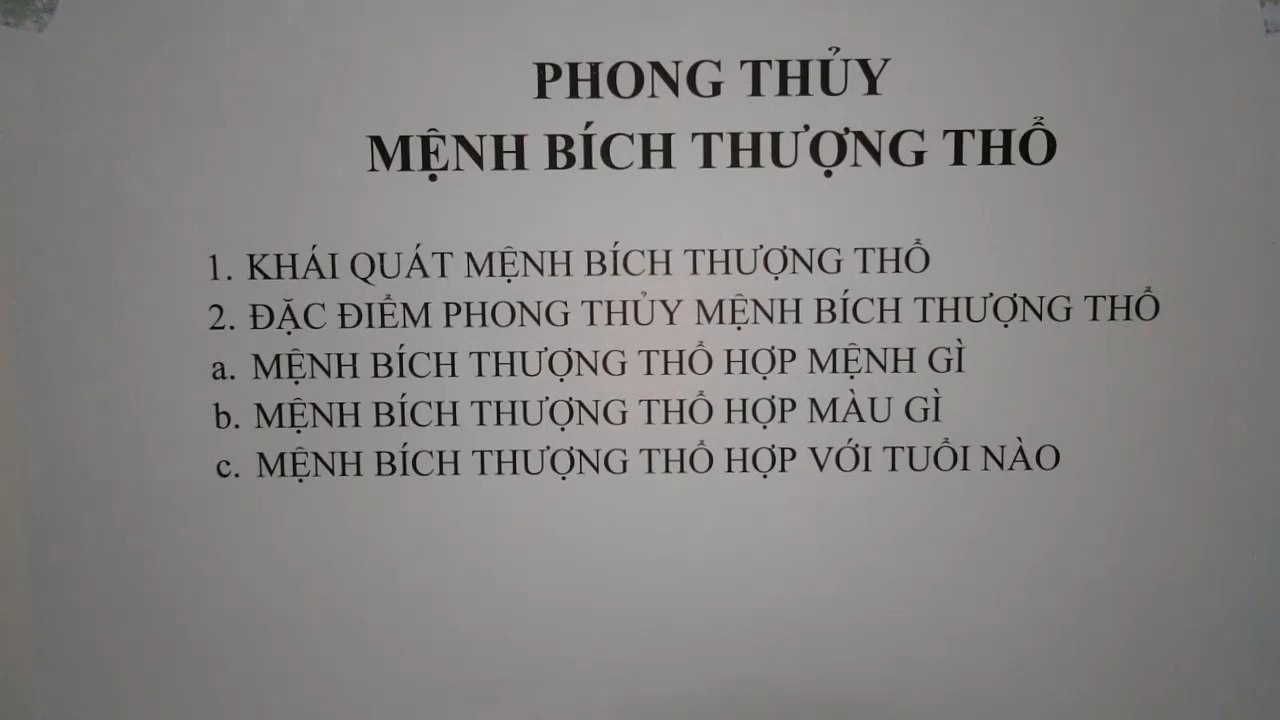 PHONG THỦY
MỆNH BÍCH THƯỢNG THỔ
1. KHÁI QUÁT MỆNH BÍCH THƯỢNG THỔ
2. ĐẶC ĐIỂM PHONG THỦY MỆNH BÍCH THƯỢNG THỔ
a. MỆNH BÍCH THƯỢNG THỔ HỢP MỆNH GÌ
b. MỆNH BÍCH THƯỢNG THỔ HỢP MÀU GÌ
c. MỆNH BÍCH THƯỢNG THỔ HỢP VỚI TUỔI NÀO